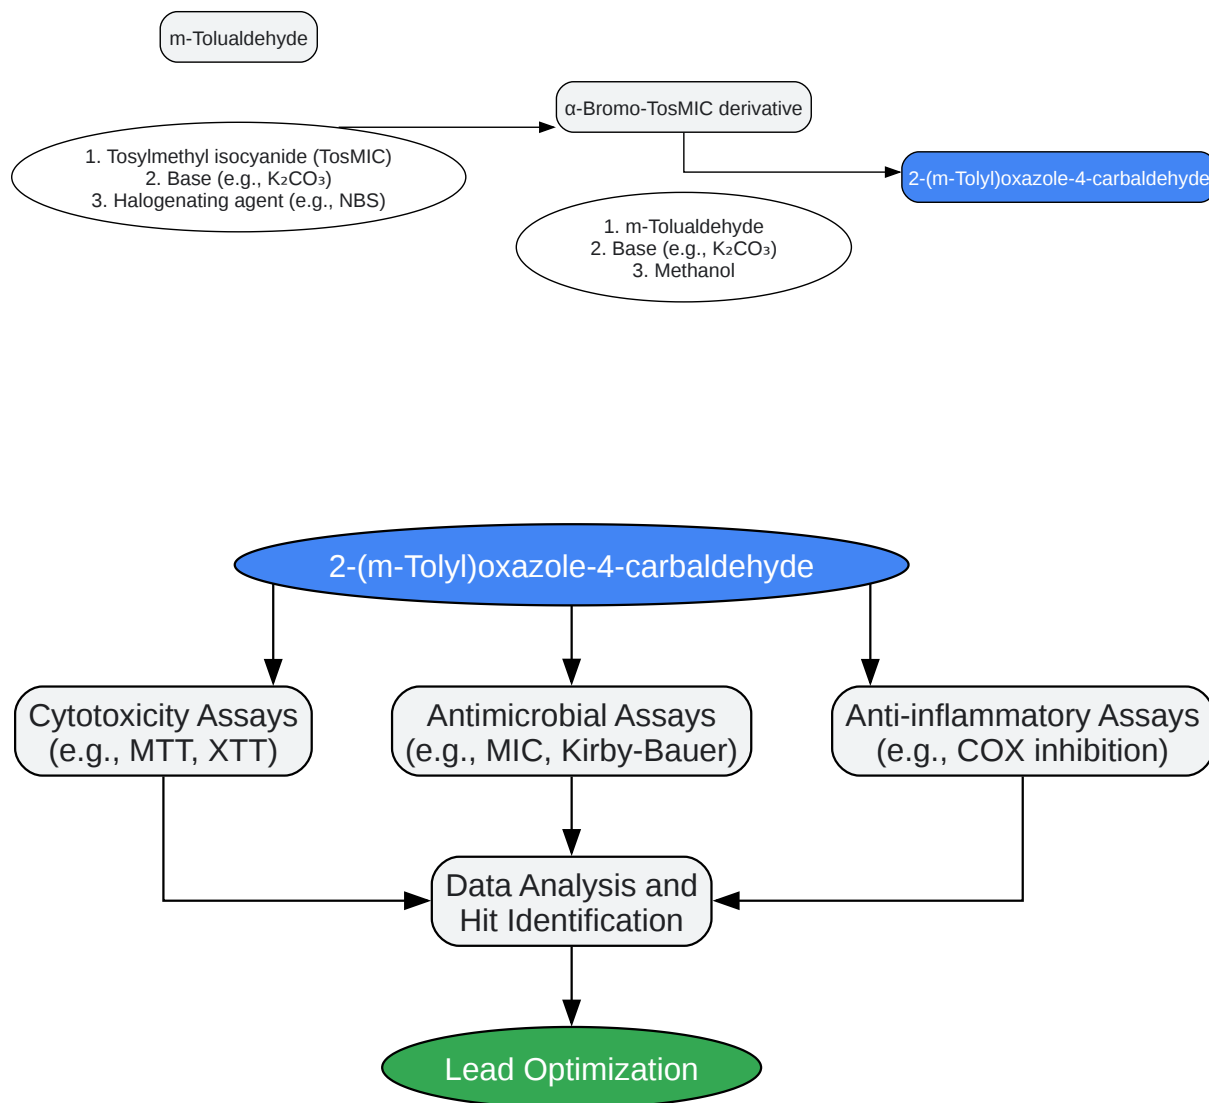 m-Tolualdehyde
α-Bromo-TosMIC derivative
1. Tosylmethyl isocyanide (TosMIC)
2. Base (e.g., K₂CO₃)
3. Halogenating agent (e.g., NBS)
2-(m-Tolyl)oxazole-4-carbaldehyde
1. m-Tolualdehyde
2. Base (e.g., K₂CO₃)
3. Methanol
2-(m-Tolyl)oxazole-4-carbaldehyde
Cytotoxicity Assays
(e.g., MTT, XTT)
Antimicrobial Assays
(e.g., MIC, Kirby-Bauer)
Anti-inflammatory Assays
(e.g., COX inhibition)
Data Analysis and
Hit Identification
Lead Optimization